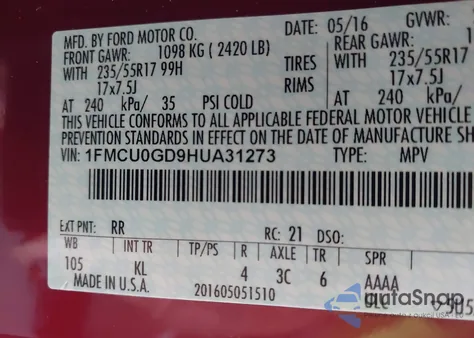 MFD. BY FORD MOTOR CO.
DATE: 05/16 GVWR:
FRONT GAWR: 1098 KG ( 2420 LB)
REAR GAWR:
WITH 235/55R17 99H TIRES WITH 235/55R
17x7.5J RIMS 17x7.5J
AT 240 kPa/ 35 PSI COLD AT 240 kPa/
THIS VEHICLE CONFORMS TO ALL APPLICABLE FEDERAL MOTOR VEHICLE
PREVENTION STANDARDS IN EFFECT ON THE DATE OF MANUFACTURE SH
VIN: 1FMCU0GD9HUA31273 TYPE: MPV
EXT PNT: RR RC: 21 DSO:
WB INT TR TP/PS R AXLE TR SPR
105 KL 4 3C 6 AAAA
MADE IN U.S.A. 201605051510
autoSnap